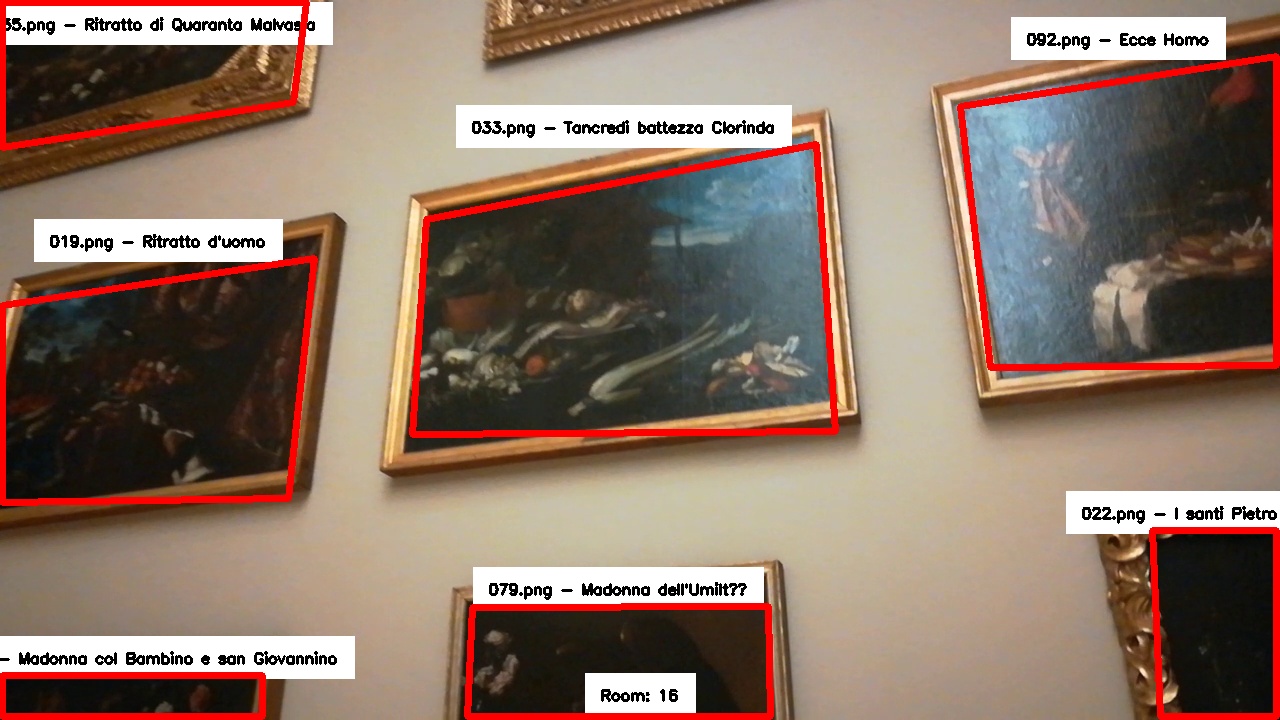 55.png - Ritratto di Quaranta Malvasia
092.png - Ecce Homo
033.png - Tancredi battezza Clorinda
019.png - Ritratto d'uomo
022.png - I santi Pietro
079.png - Madonna dell'Umilt??
- Madonna col Bambino e san Giovannino
Room: 16